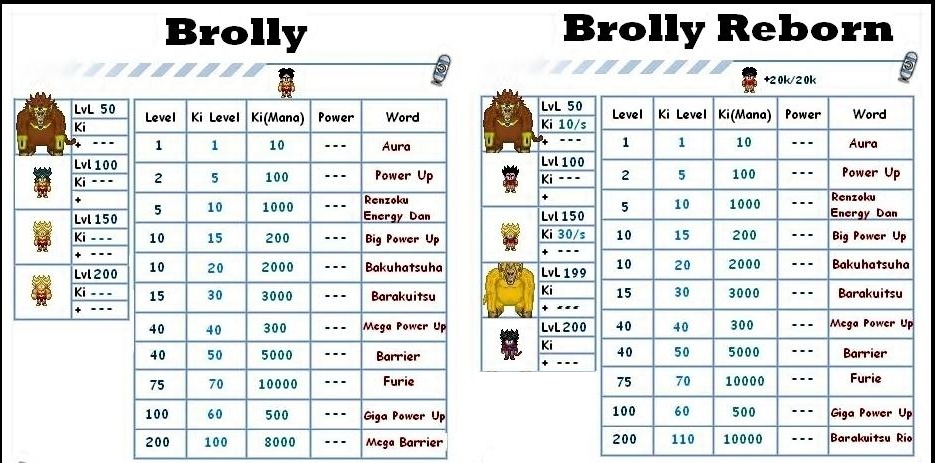 Brolly
LvL 50
Ki
+ ---
Lvl 100
Ki ---
+
Lvl 150
Ki ---
+ ---
Lvl 200
Ki ---
+ ---
Level Ki Level Ki(Mana) Power Word
1 1 10 --- Aura
2 5 100 --- Power Up
5 10 1000 --- Renzoku
Energy Dan
10 15 200 --- Big Power Up
10 20 2000 --- Bakuhatsuha
15 30 3000 --- Barakuitsu
40 40 300 --- Mega Power Up
40 50 5000 --- Barrier
75 70 10000 --- Furie
100 60 500 --- Giga Power Up
200 100 8000 --- Mega Barrier
Brolly Reborn
+20k/20k
LvL 50
Ki 10/s
+ ---
Lvl 100
Ki ---
+
Lvl 150
Ki 30/s
+ ---
LvL 199
Ki
+ ---
LvL 200
Ki
+ ---
Level Ki Level Ki(Mana) Power Word
1 1 10 --- Aura
2 5 100 --- Power Up
5 10 1000 --- Renzoku
Energy Dan
10 15 200 --- Big Power Up
10 20 2000 --- Bakuhatsuha
15 30 3000 --- Barakuitsu
40 40 300 --- Mega Power Up
40 50 5000 --- Barrier
75 70 10000 --- Furie
100 60 500 --- Giga Power Up
200 110 10000 --- Barakuitsu Rio